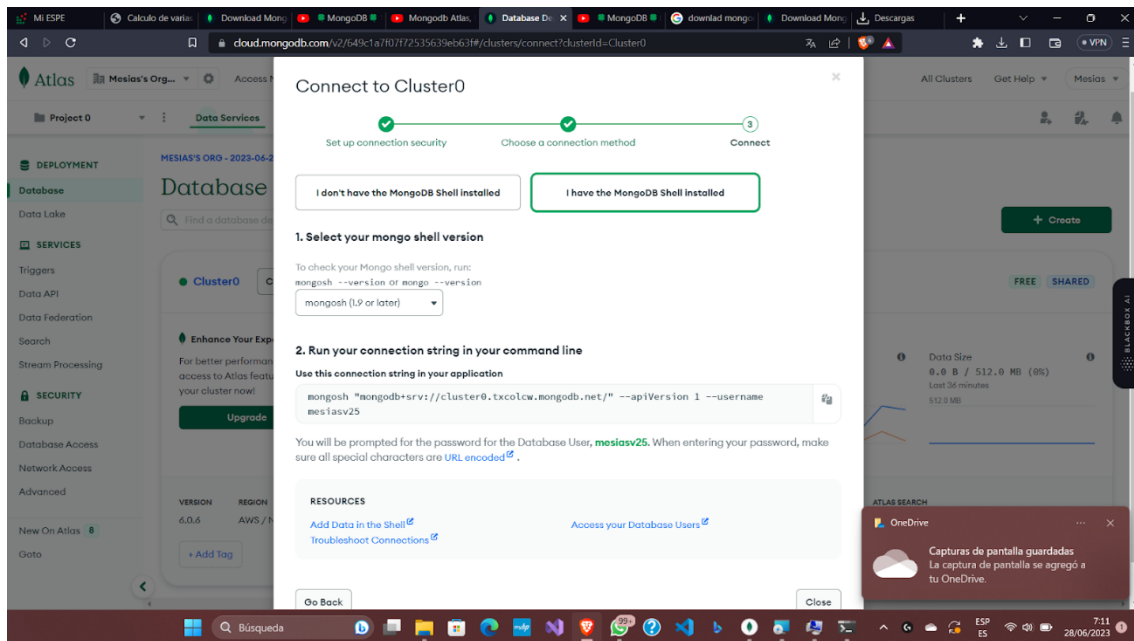 Mi ESPE
Calculo de varias
Download Mong
MongoDB
Mongodb Atlas,
Database De
MongoDB
downlad mongo
Download Mong
Descargas
cloud.mongodb.com/v2/649c1a7f07f72535639eb63f#/clusters/connect?clusterId=Cluster0
VPN
Atlas
Mesias's Org...
Access
All Clusters
Get Help
Mesias
Project 0
Data Services
DEPLOYMENT
Database
Data Lake
SERVICES
Triggers
Data API
Data Federation
Search
Stream Processing
SECURITY
Backup
Database Access
Network Access
Advanced
New On Atlas 8
Goto
MESIAS'S ORG - 2023-06-2
Database
Find a database de
+ Create
Cluster0
C
FREE
SHARED
Enhance Your Exp
For better performan
access to Atlas featu
your cluster now!
Upgrade
VERSION
REGION
6.0.6
AWS / N
+ Add Tag
Connect to Cluster0
Set up connection security
Choose a connection method
3
Connect
I don't have the MongoDB Shell installed
I have the MongoDB Shell installed
1. Select your mongo shell version
To check your Mongo shell version, run:
mongosh --version or mongo --version
mongosh (1.9 or later)
2. Run your connection string in your command line
Use this connection string in your application
mongosh "mongodb+srv://cluster0.txcolcw.mongodb.net/" --apiVersion 1 --username
mesiasv25
You will be prompted for the password for the Database User, mesiasv25. When entering your password, make
sure all special characters are URL encoded.
RESOURCES
Add Data in the Shell
Access your Database Users
Troubleshoot Connections
Go Back
Close
Data Size
0.0 B / 512.0 MB (0%)
Last 36 minutes
512.0 MB
BLACKBOX AI
ATLAS SEARCH
OneDrive
Capturas de pantalla guardadas
La captura de pantalla se agregó a
tu OneDrive.
Búsqueda
99+
ESP
ES
7:11
28/06/2023
1